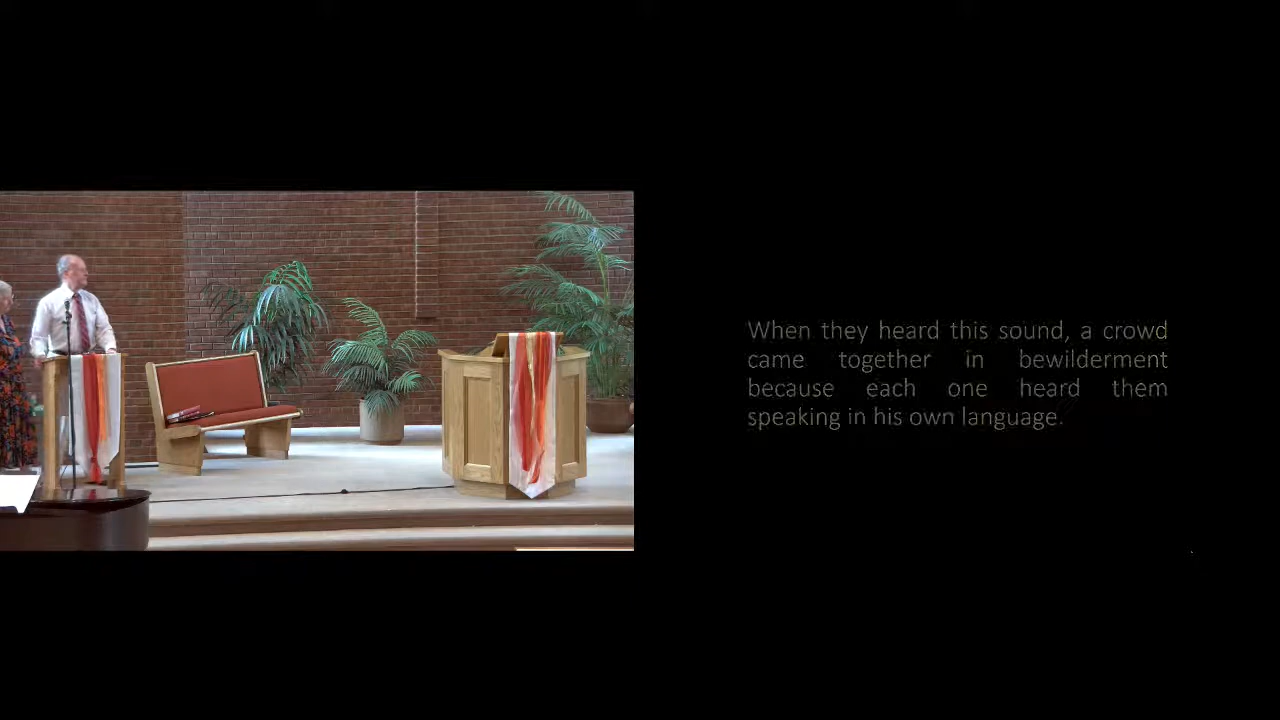 When they heard this sound, a crowd
came together in bewilderment
because each one heard them
speaking in his own language.